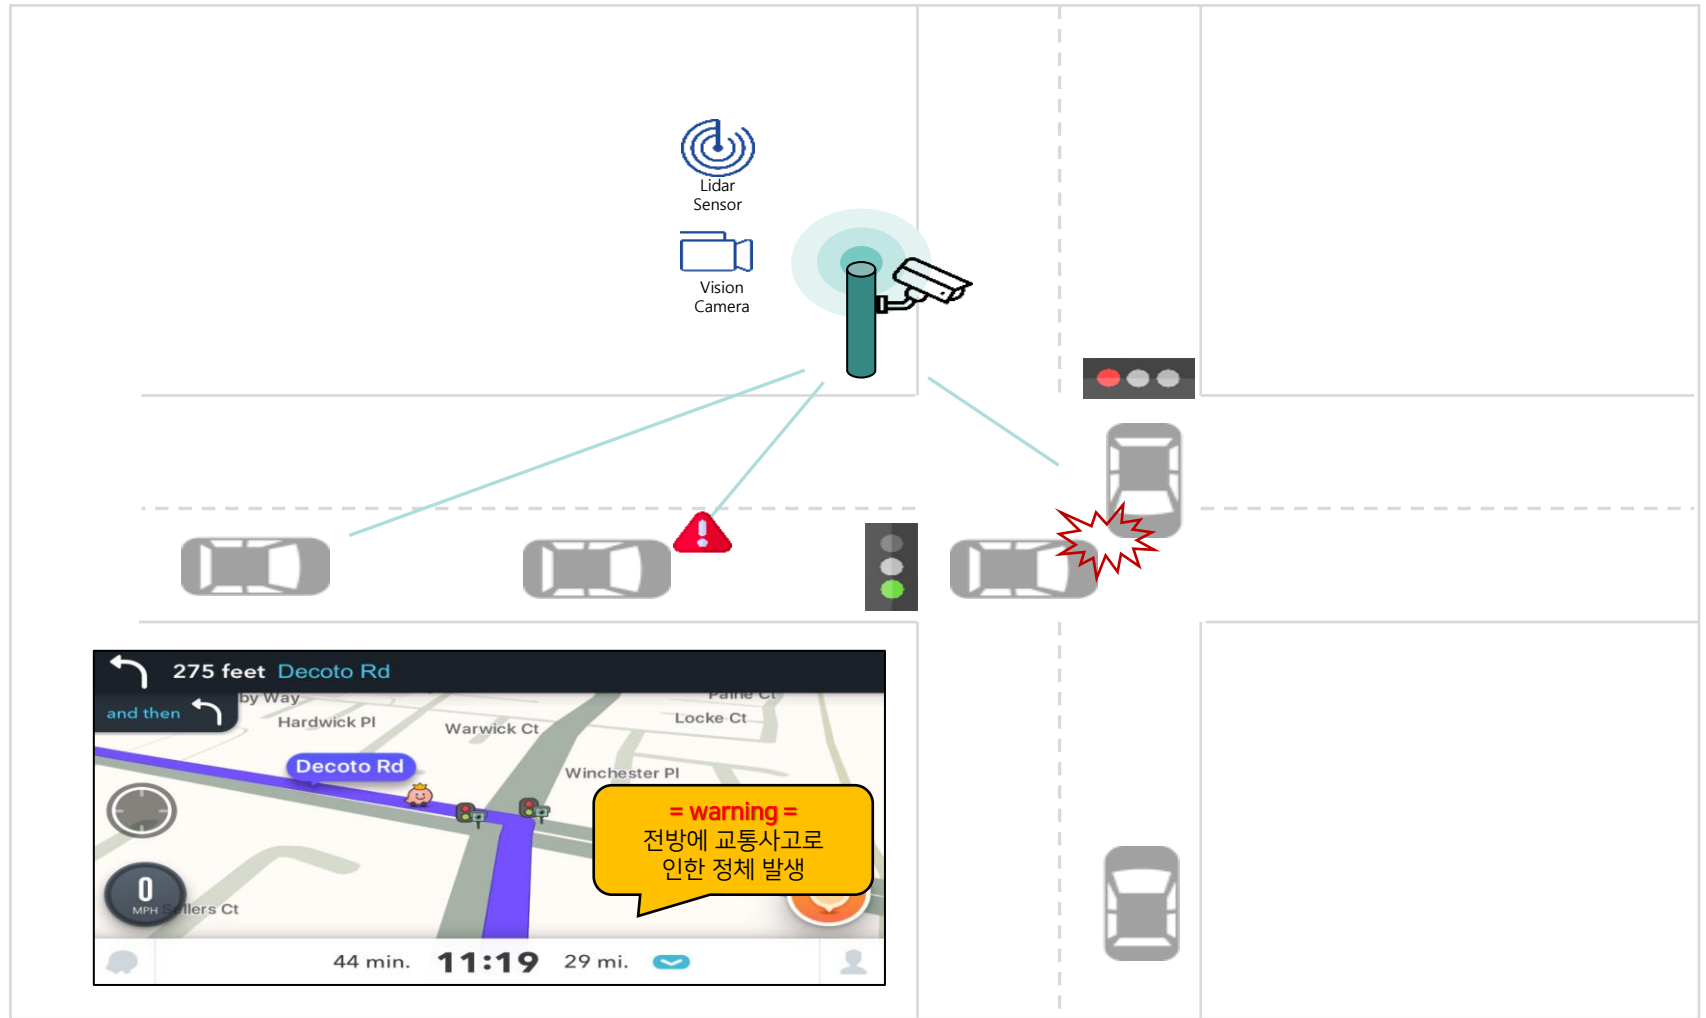 Lidar
Sensor
Vision
Camera
275 feet Decoto Rd
and then
by Way
Hardwick Pl
Warwick Ct
Paine Ct
Locke Ct
Decoto Rd
Winchester Pl
= warning =
전방에 교통사고로
인한 정체 발생
0
MPH
Sellers Ct
44 min. 11:19 29 mi.